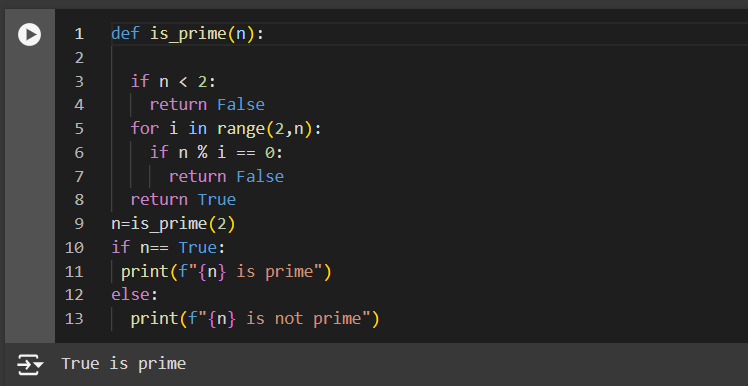 1 def is_prime(n):
2
3 if n < 2:
4 return False
5 for i in range(2,n):
6 if n % i == 0:
7 return False
8 return True
9 n=is_prime(2)
10 if n== True:
11 print(f"{n} is prime")
12 else:
13 print(f"{n} is not prime")
True is prime